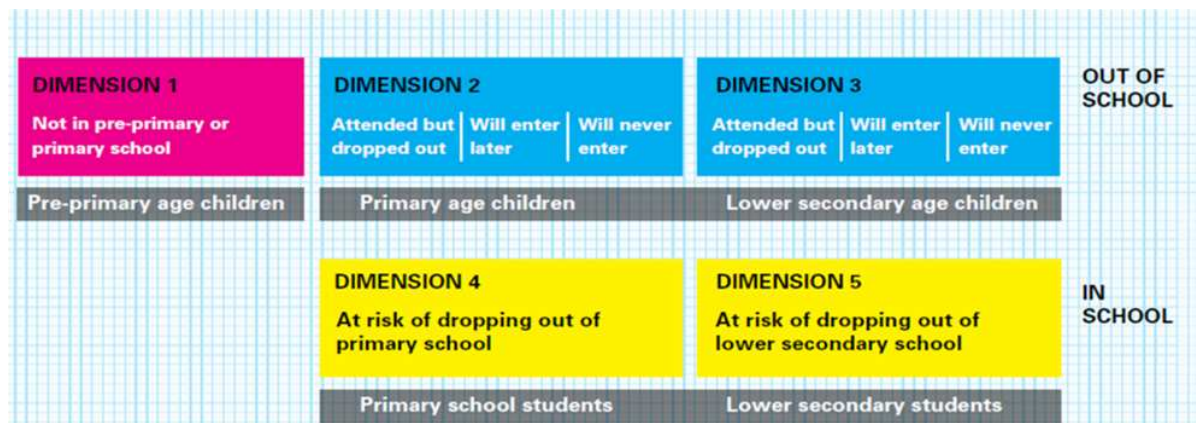 DIMENSION 1
Not in pre-primary or
primary school
Pre-primary age children
DIMENSION 2
Attended but
dropped out
Will enter
later
Will never
enter
Primary age children
DIMENSION 3
Attended but
dropped out
Will enter
later
Will never
enter
Lower secondary age children
OUT OF
SCHOOL
DIMENSION 4
At risk of dropping out of
primary school
Primary school students
DIMENSION 5
At risk of dropping out of
lower secondary school
Lower secondary students
IN
SCHOOL